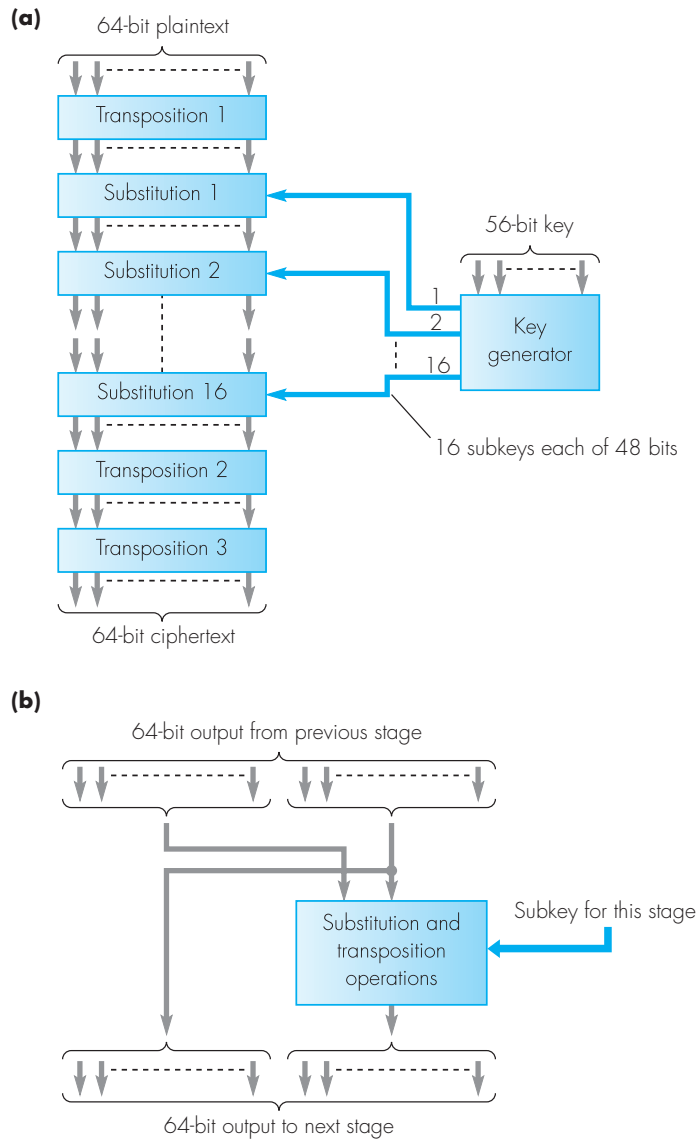 (a)
64-bit plaintext
Transposition 1
Substitution 1
56-bit key
Substitution 2
1
2
Key
generator
16
Substitution 16
16 subkeys each of 48 bits
Transposition 2
Transposition 3
64-bit ciphertext
(b)
64-bit output from previous stage
Substitution and
transposition
operations
Subkey for this stage
64-bit output to next stage